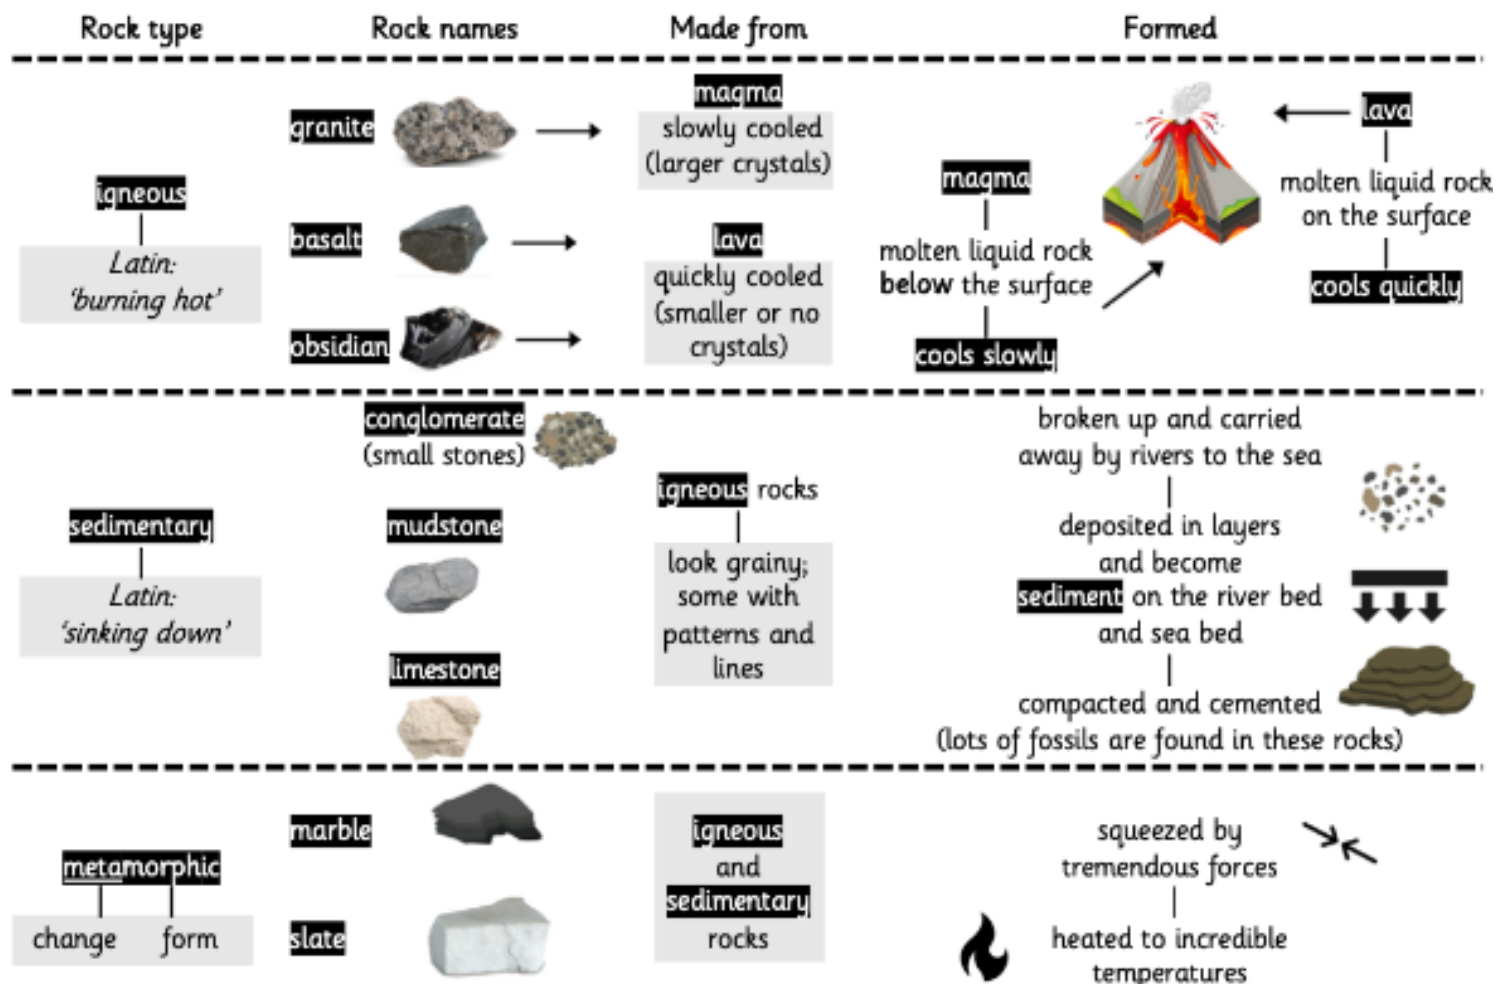 Rock type
Rock names
Made from
Formed
igneous
Latin:
'burning hot'
granite
basalt
obsidian
magma
slowly cooled
(larger crystals)
lava
quickly cooled
(smaller or no
crystals)
magma
molten liquid rock
below the surface
cools slowly
lava
molten liquid rock
on the surface
cools quickly
sedimentary
Latin:
'sinking down'
conglomerate
(small stones)
mudstone
limestone
igneous rocks
look grainy;
some with
patterns and
lines
broken up and carried
away by rivers to the sea
deposited in layers
and become
sediment on the river bed
and sea bed
compacted and cemented
(lots of fossils are found in these rocks)
metamorphic
change form
marble
slate
igneous
and
sedimentary
rocks
squeezed by
tremendous forces
heated to incredible
temperatures